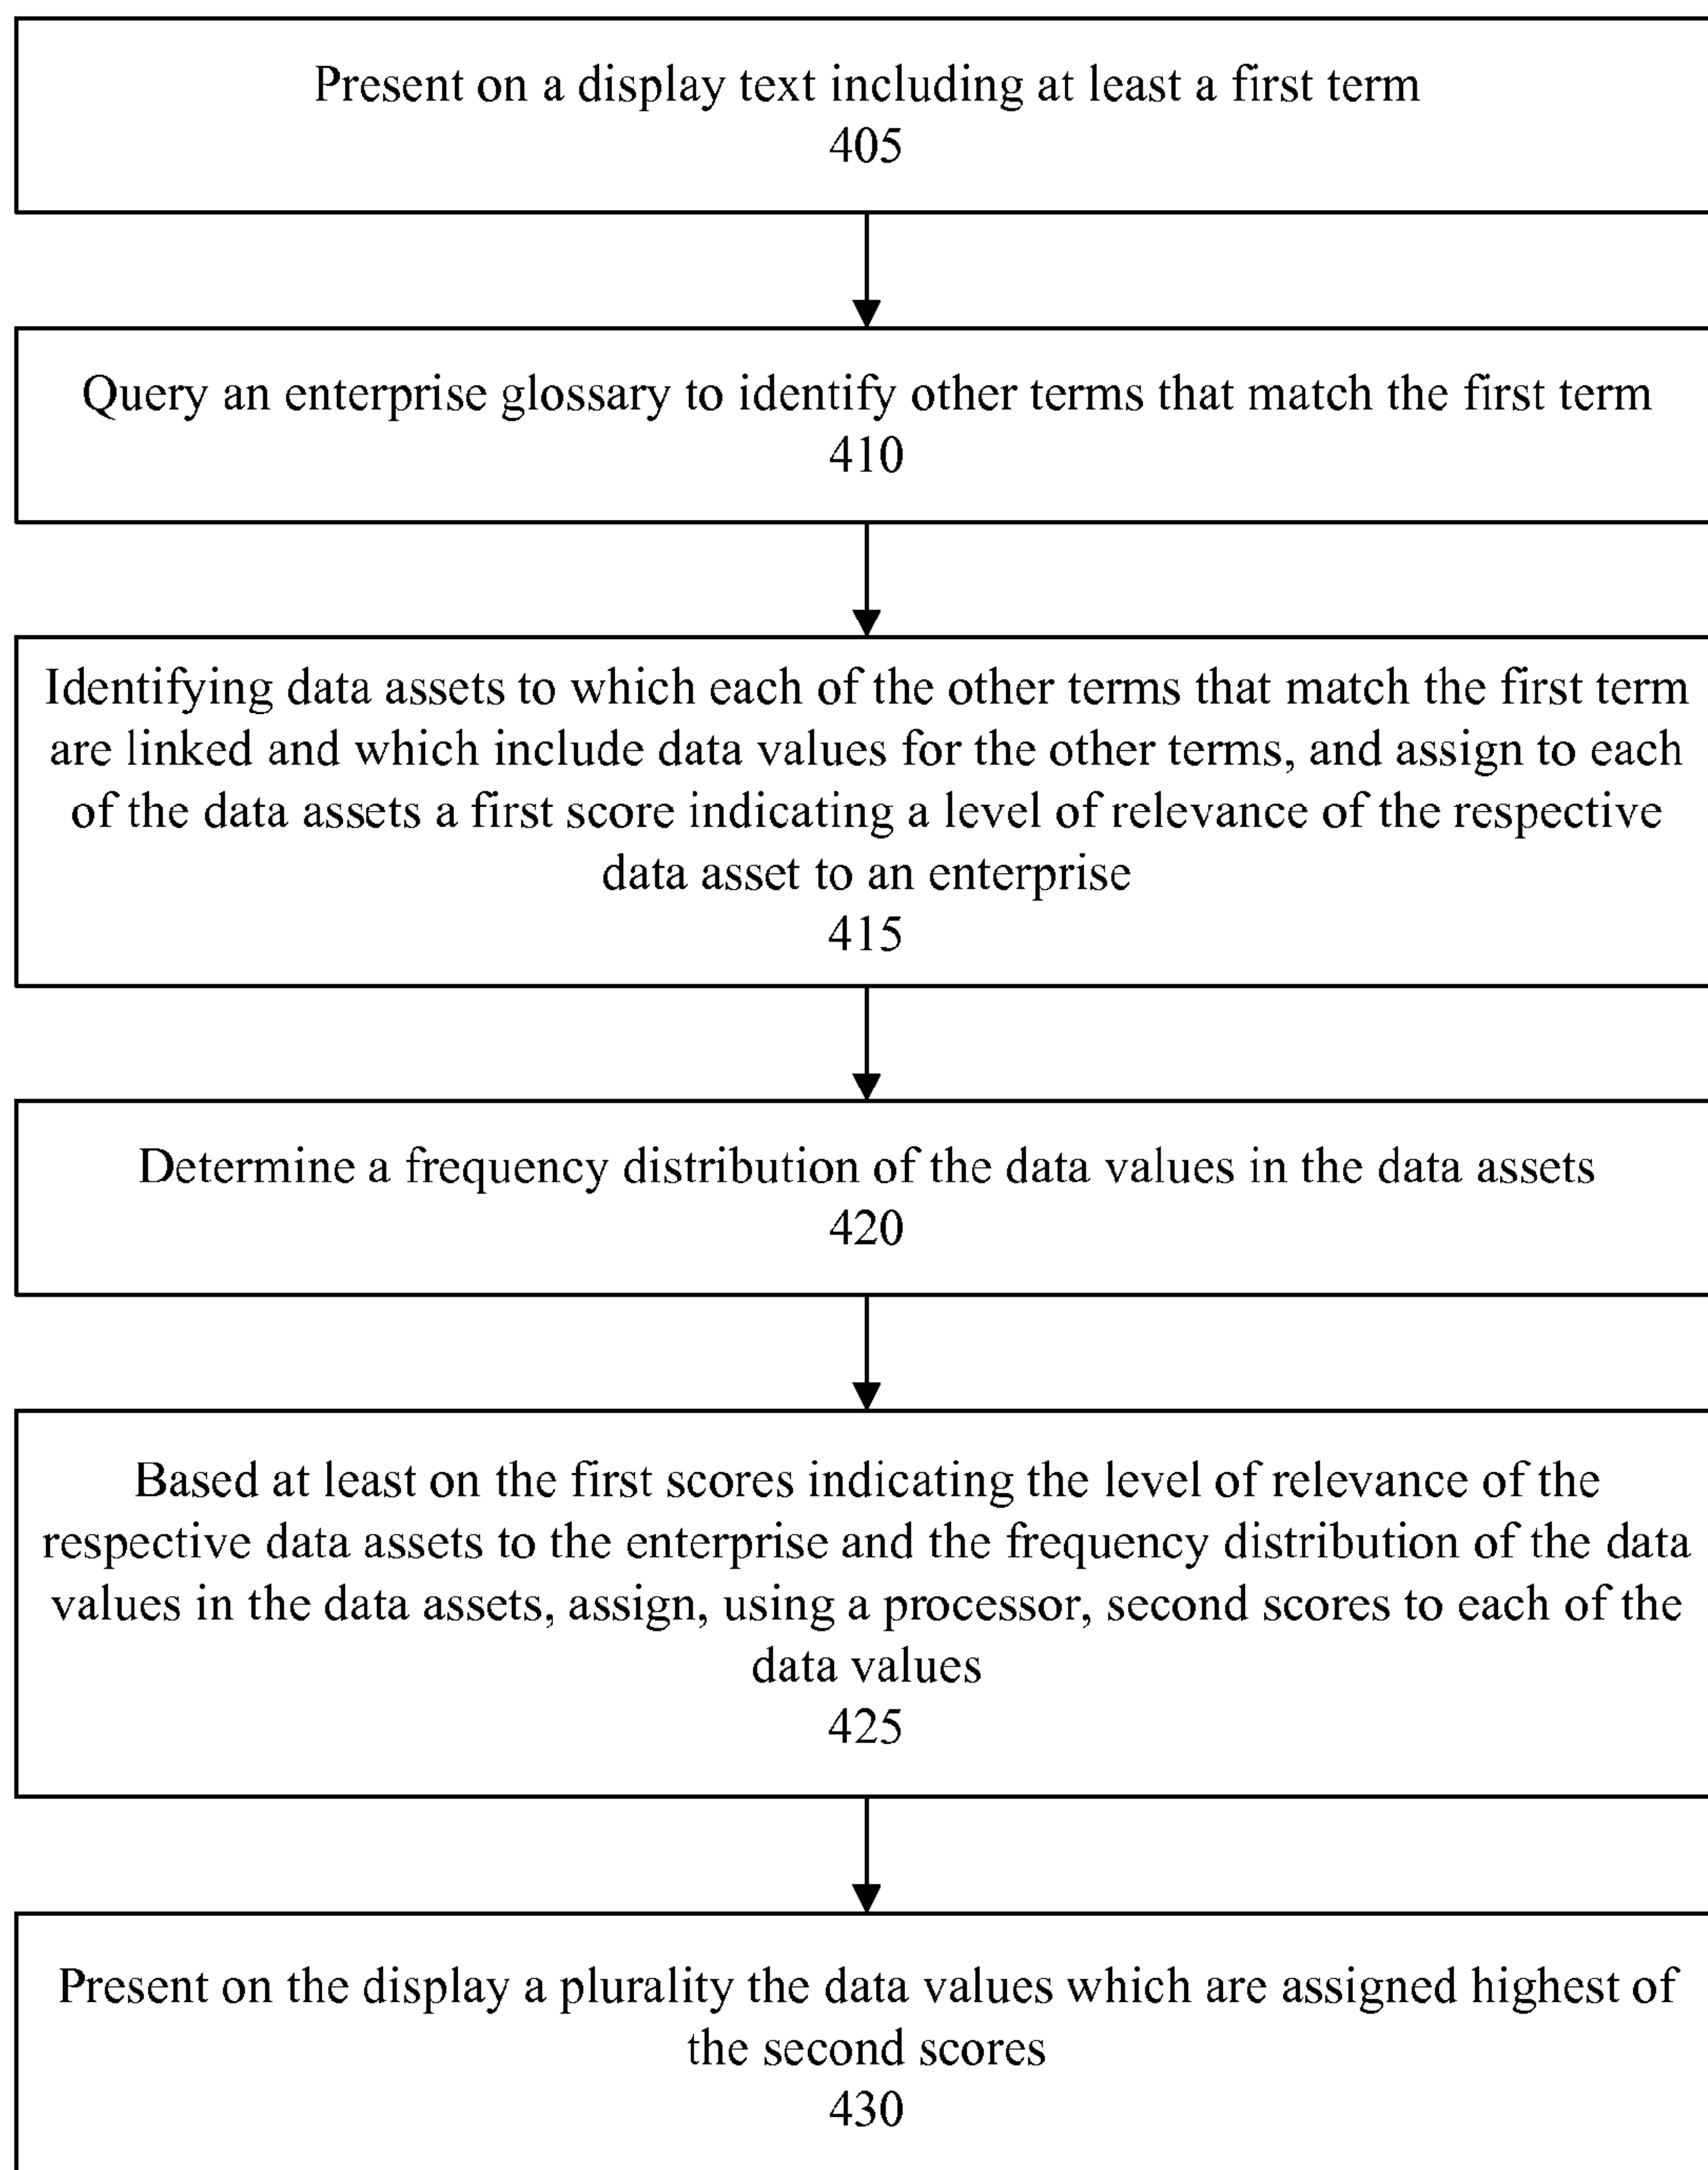 Present on a display text including at least a first term
405
Query an enterprise glossary to identify other terms that match the first term
410
Identifying data assets to which each of the other terms that match the first term
are linked and which include data values for the other terms, and assign to each
of the data assets a first score indicating a level of relevance of the respective
data asset to an enterprise
415
Determine a frequency distribution of the data values in the data assets
420
Based at least on the first scores indicating the level of relevance of the
respective data assets to the enterprise and the frequency distribution of the data
values in the data assets, assign, using a processor, second scores to each of the
data values
425
Present on the display a plurality the data values which are assigned highest of
the second scores
430